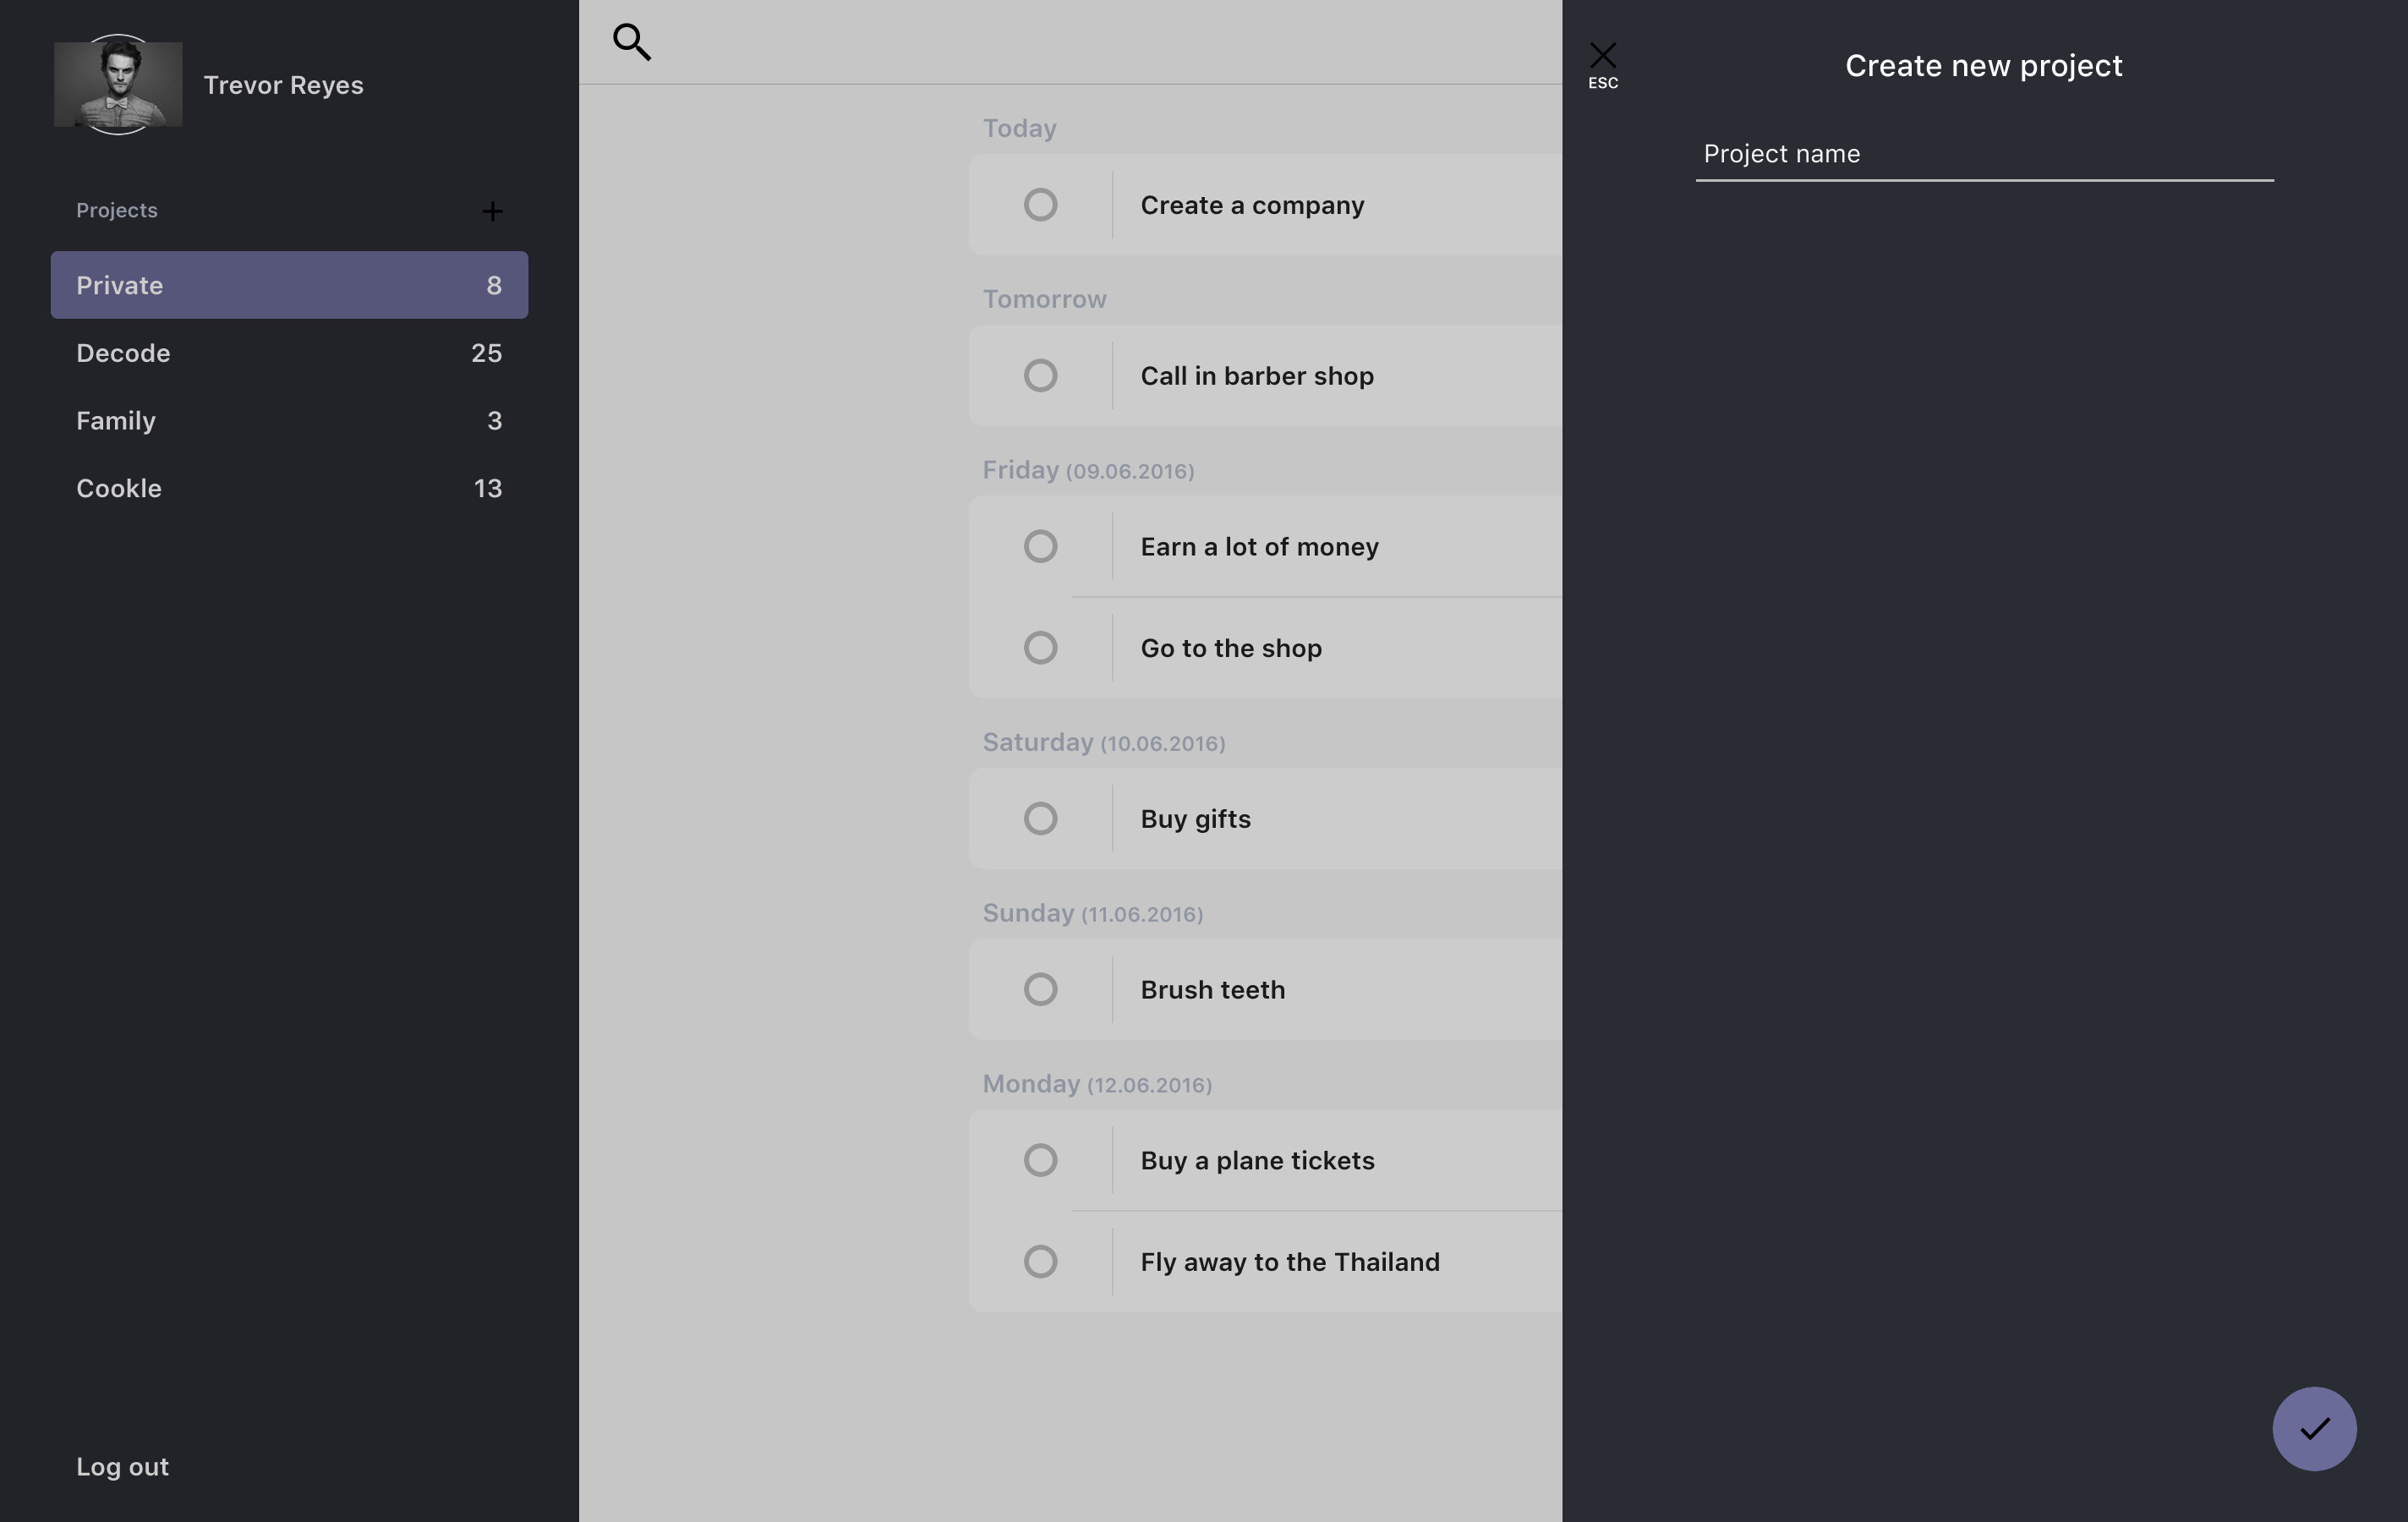 Trevor Reyes
Projects
Private 8
Decode 25
Family 3
Cookle 13
Log out
Today
Create a company
Tomorrow
Call in barber shop
Friday (09.06.2016)
Earn a lot of money
Go to the shop
Saturday (10.06.2016)
Buy gifts
Sunday (11.06.2016)
Brush teeth
Monday (12.06.2016)
Buy a plane tickets
Fly away to the Thailand
ESC
Create new project
Project name